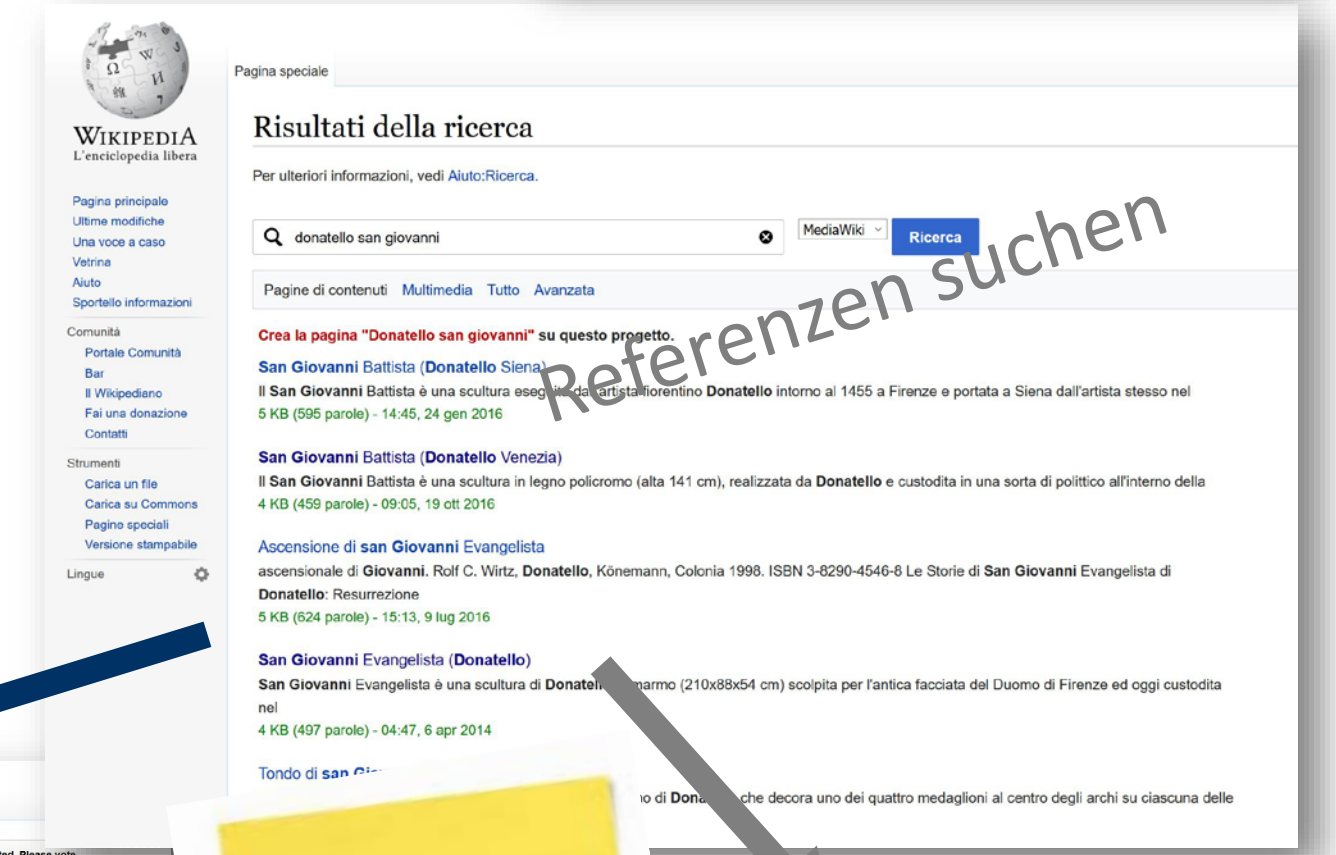 Pagina speciale
WIKIPEDIA
L'enciclopedia libera
Pagina principale
Ultime modifiche
Una voce a caso
Vetrina
Aiuto
Sportello informazioni
Comunità
Portale Comunità
Bar
Il Wikipediano
Fai una donazione
Contatti
Strumenti
Carica un file
Carica su Commons
Pagine speciali
Versione stampabile
Lingue
Risultati della ricerca
Per ulteriori informazioni, vedi Aiuto:Ricerca.
donatello san giovanni
MediaWiki
Ricerca
Referenzen suchen
Pagine di contenuti Multimedia Tutto Avanzata
Crea la pagina "Donatello san giovanni" su questo progetto.
San Giovanni Battista (Donatello Siena)
Il San Giovanni Battista è una scultura eseguita dall'artista fiorentino Donatello intorno al 1455 a Firenze e portata a Siena dall'artista stesso nel
5 KB (595 parole) - 14:45, 24 gen 2016
San Giovanni Battista (Donatello Venezia)
Il San Giovanni Battista è una scultura in legno policromo (alta 141 cm), realizzata da Donatello e custodita in una sorta di polittico all'interno della
4 KB (459 parole) - 09:05, 19 ott 2016
Ascensione di san Giovanni Evangelista
ascensionale di Giovanni. Rolf C. Wirtz, Donatello, Könemann, Colonia 1998. ISBN 3-8290-4546-8 Le Storie di San Giovanni Evangelista di
Donatello: Resurrezione
5 KB (624 parole) - 15:13, 9 lug 2016
San Giovanni Evangelista (Donatello)
San Giovanni Evangelista è una scultura di marmo (210x88x54 cm) scolpita per l'antica facciata del Duomo di Firenze ed oggi custodita
nel
4 KB (497 parole) - 04:47, 6 apr 2014
Tondo di san
di che decora uno dei quattro medaglioni al centro degli archi su ciascuna delle
Please vote